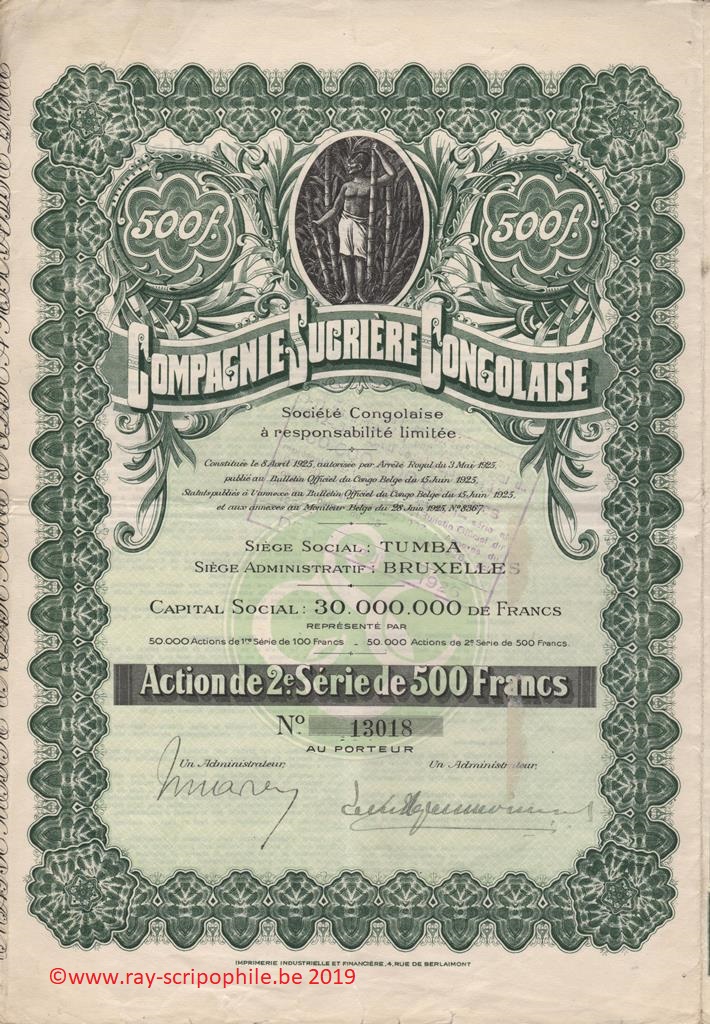 500f.
500f.
COMPAGNIE SUCRIÈRE CONGOLAISE
Société Congolaise
à responsabilité limitée
Constituée le 8 Avril 1925, autorisée par Arrêté Royal du 3 Mai 1925,
publié au Bulletin Officiel du Congo Belge du 15 Juin 1925.
Statuts publiés à l'annexe au Bulletin Officiel du Congo Belge du 15 Juin 1925,
et aux annexes au Moniteur Belge du 28 Juin 1925, Nº 8367.
SIÈGE SOCIAL: TUMBA
SIÈGE ADMINISTRATIF: BRUXELLES
CAPITAL SOCIAL: 30.000.000 DE FRANCS
REPRÉSENTÉ PAR
50.000 Actions de 1re Série de 100 Francs - 50.000 Actions de 2e Série de 500 Francs.
Action de 2e Série de 500 Francs
Nº 13018
AU PORTEUR
Un Administrateur,
Un Administrateur,
IMPRIMERIE INDUSTRIELLE ET FINANCIÈRE, 4, RUE DE BERLAIMONT
©www.ray-scripophile.be 2019